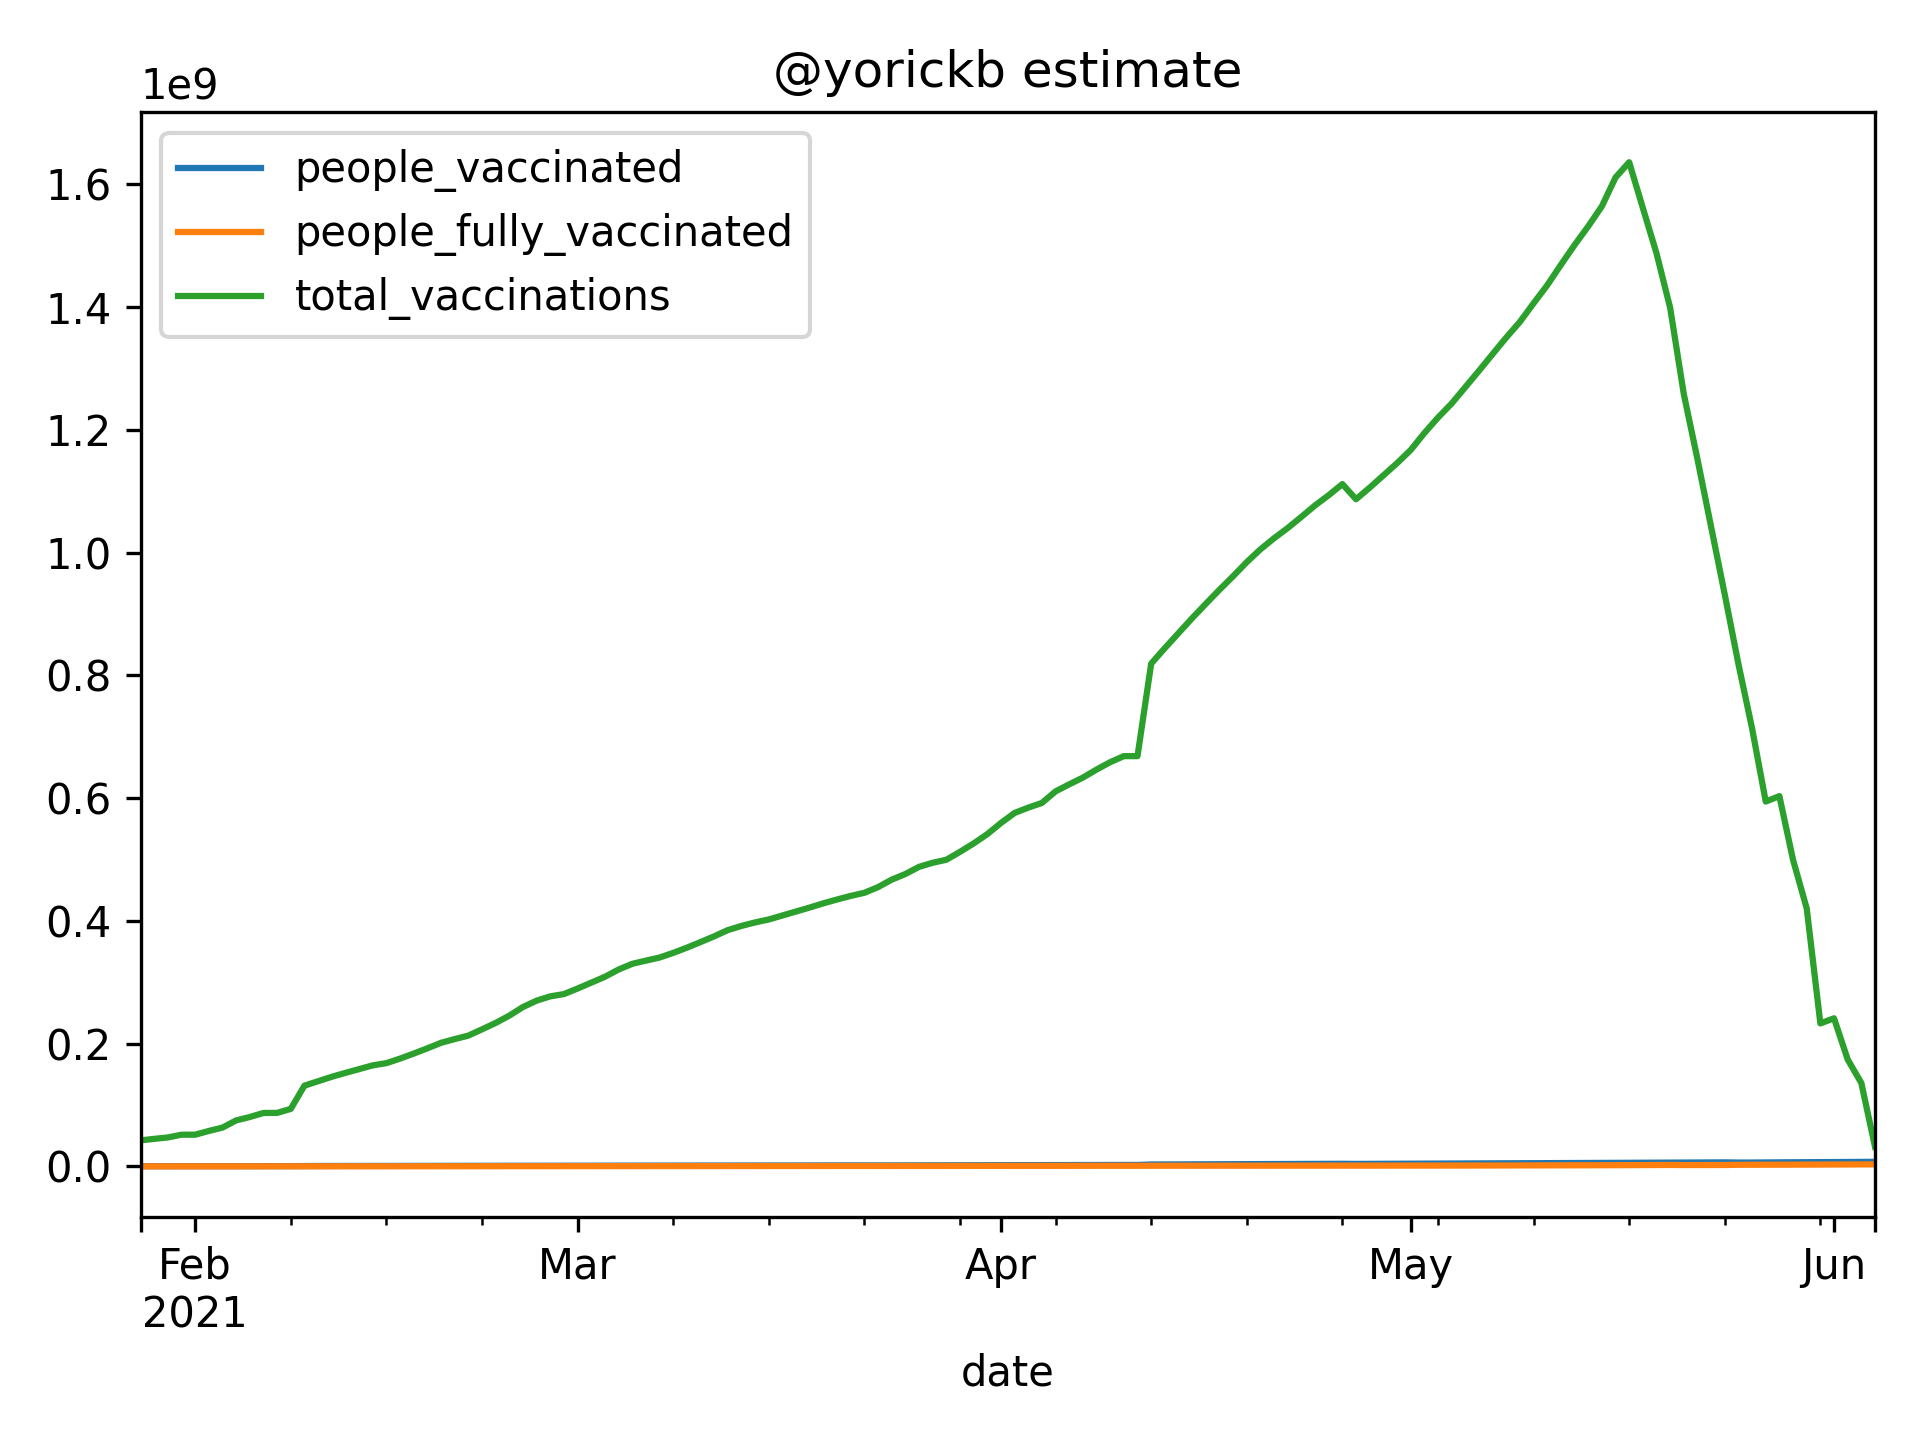 @yorickb estimate
1e9
people_vaccinated
people_fully_vaccinated
total_vaccinations
1.6
1.4
1.2
1.0
0.8
0.6
0.4
0.2
0.0
Feb Mar Apr May Jun
2021
date